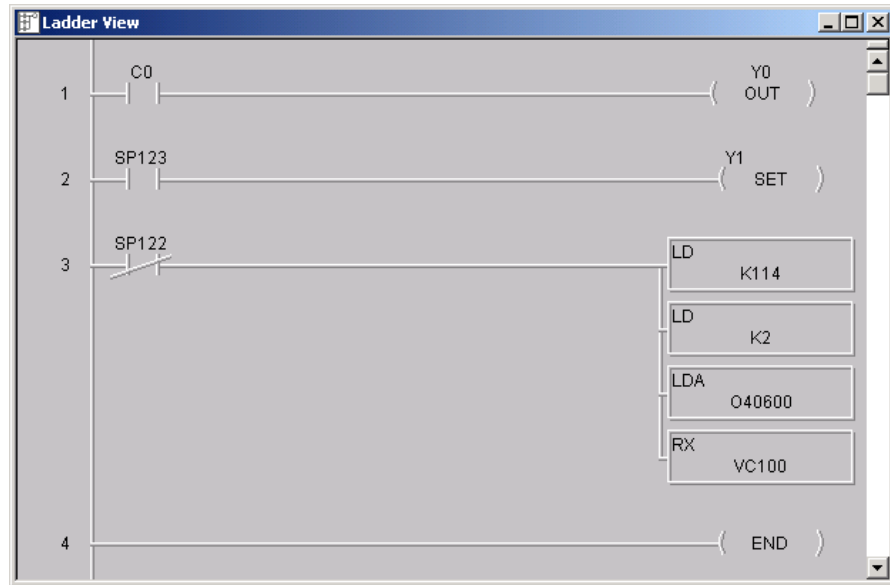 Ladder View
C0
Y0
1
OUT
SP123
Y1
2
SET
SP122
3
LD
K114
LD
K2
LDA
O40600
RX
VC100
4
END